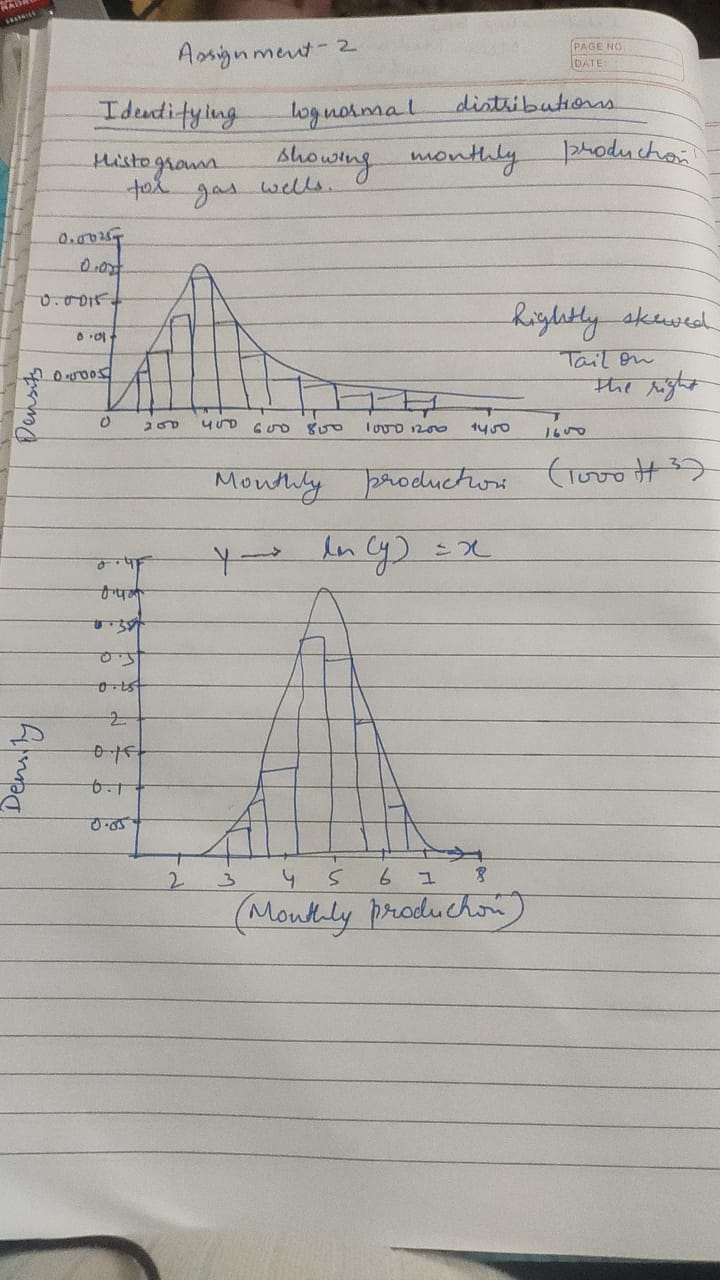 Assignment-2
PAGE NO.
DATE:
Identifying lognormal distributions
Histogram showing monthly production
for gas wells.
0.0025
0.02
0.0015
0.01
0.0005
Density
Rightly skewed
Tail on
the right
0 200 400 600 800 1000 1200 1400 1600
Monthly production (1000 ft³)
Y → ln(y) = x
0.45
0.40
0.35
0.3
0.25
2
0.15
0.1
0.05
Density
2 3 4 5 6 7 8
(Monthly production)